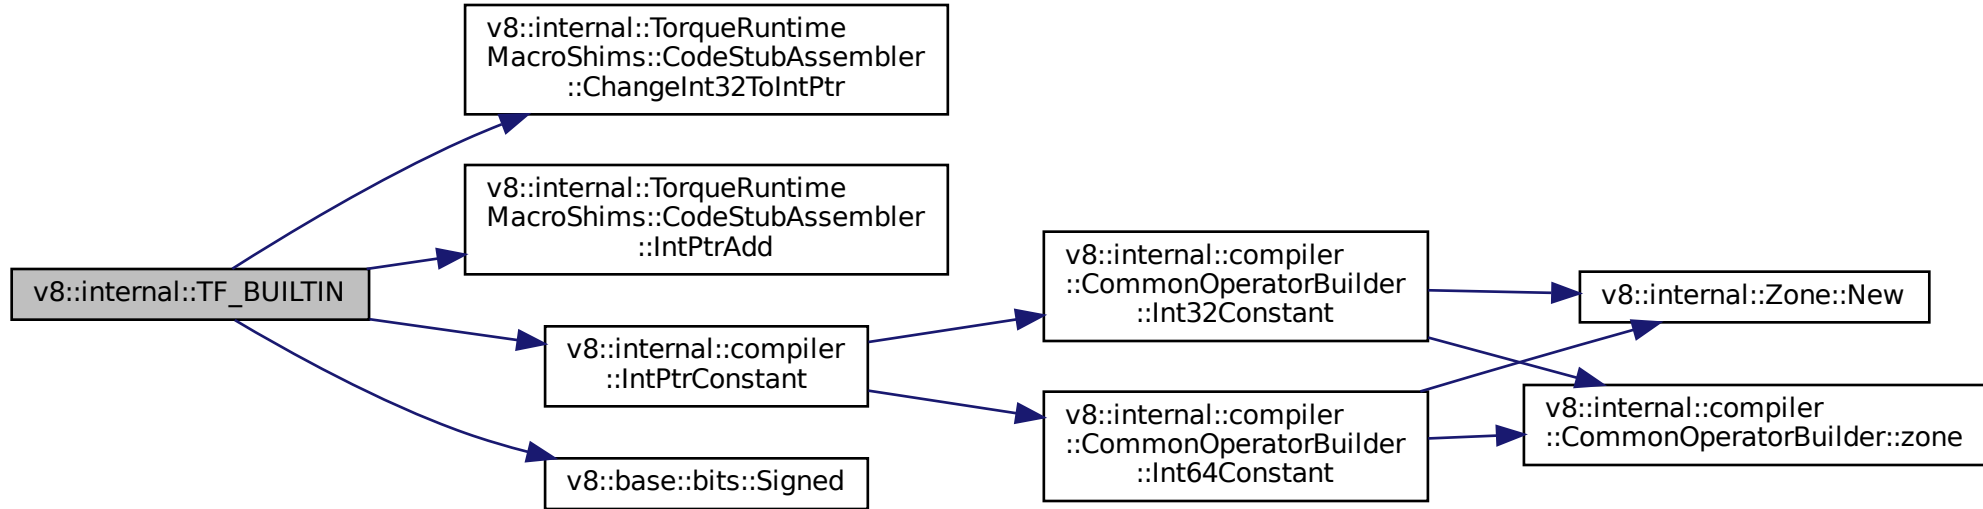 v8::internal::TF_BUILTIN
v8::internal::TorqueRuntime
MacroShims::CodeStubAssembler
::ChangeInt32ToIntPtr
v8::internal::TorqueRuntime
MacroShims::CodeStubAssembler
::IntPtrAdd
v8::internal::compiler
::IntPtrConstant
v8::base::bits::Signed
v8::internal::compiler
::CommonOperatorBuilder
::Int32Constant
v8::internal::compiler
::CommonOperatorBuilder
::Int64Constant
v8::internal::Zone::New
v8::internal::compiler
::CommonOperatorBuilder::zone